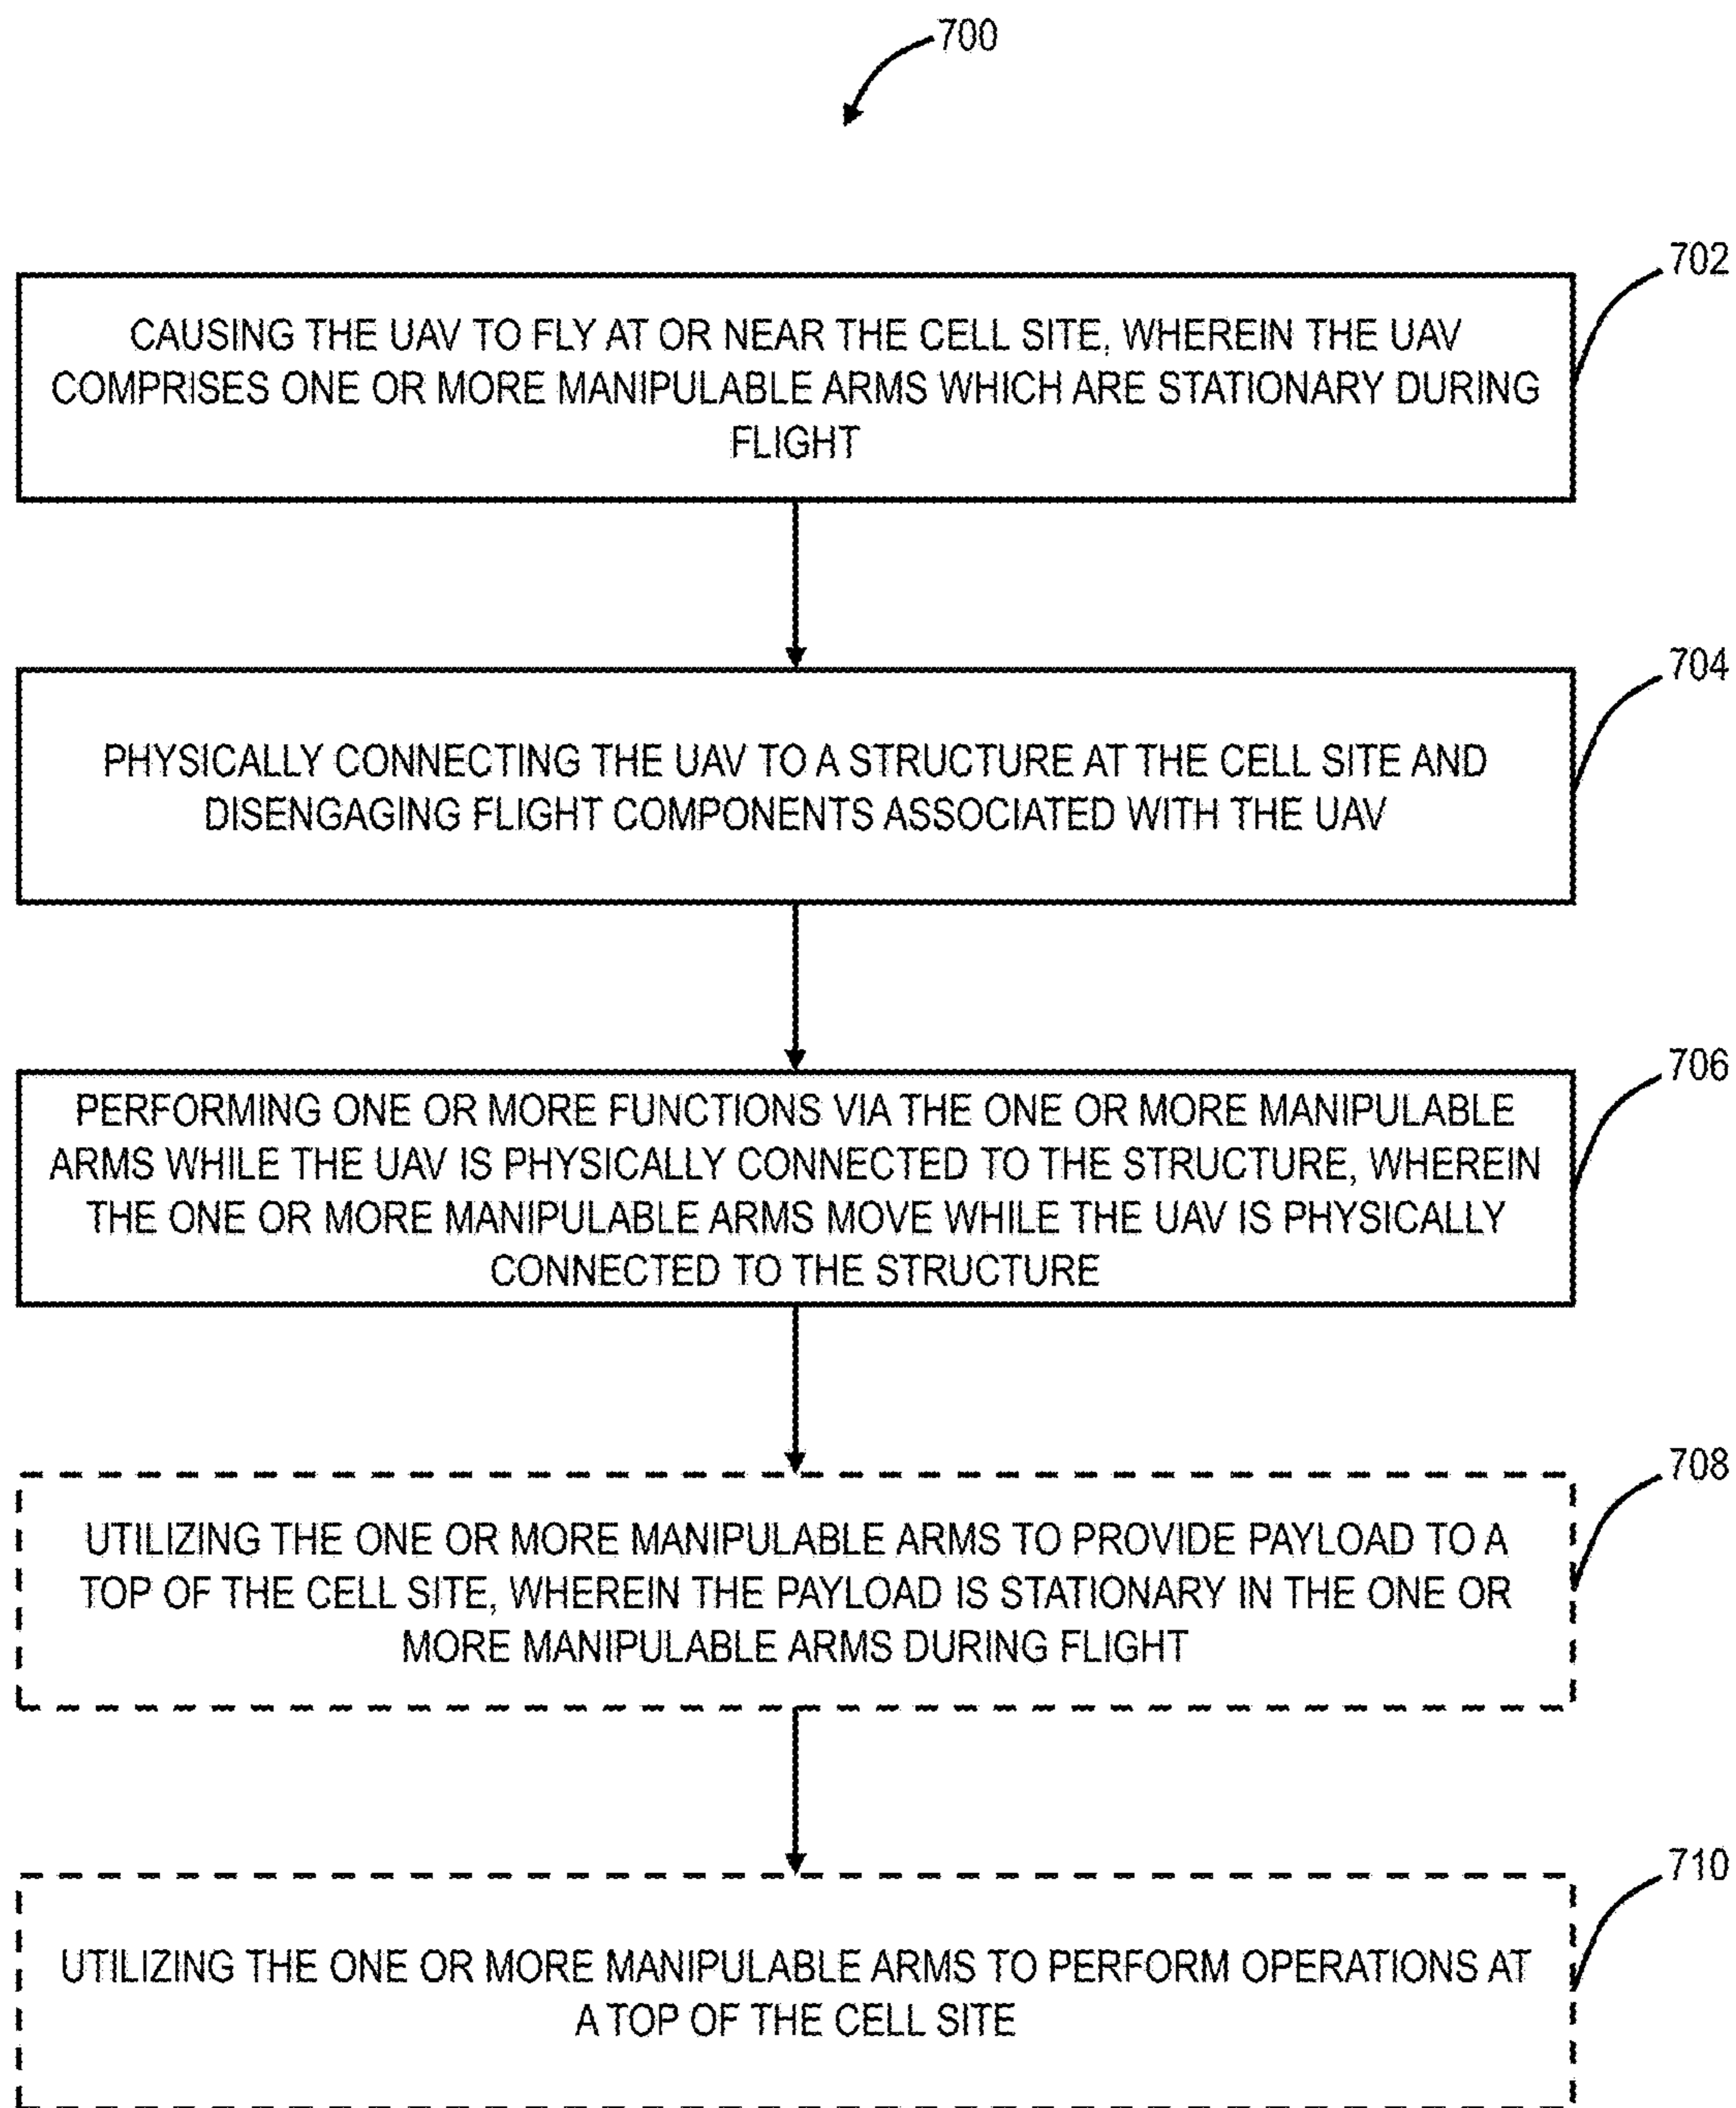 700
702
CAUSING THE UAV TO FLY AT OR NEAR THE CELL SITE, WHEREIN THE UAV
COMPRISES ONE OR MORE MANIPULABLE ARMS WHICH ARE STATIONARY DURING
FLIGHT
704
PHYSICALLY CONNECTING THE UAV TO A STRUCTURE AT THE CELL SITE AND
DISENGAGING FLIGHT COMPONENTS ASSOCIATED WITH THE UAV
706
PERFORMING ONE OR MORE FUNCTIONS VIA THE ONE OR MORE MANIPULABLE
ARMS WHILE THE UAV IS PHYSICALLY CONNECTED TO THE STRUCTURE, WHEREIN
THE ONE OR MORE MANIPULABLE ARMS MOVE WHILE THE UAV IS PHYSICALLY
CONNECTED TO THE STRUCTURE
708
UTILIZING THE ONE OR MORE MANIPULABLE ARMS TO PROVIDE PAYLOAD TO A
TOP OF THE CELL SITE, WHEREIN THE PAYLOAD IS STATIONARY IN THE ONE OR
MORE MANIPULABLE ARMS DURING FLIGHT
710
UTILIZING THE ONE OR MORE MANIPULABLE ARMS TO PERFORM OPERATIONS AT
A TOP OF THE CELL SITE